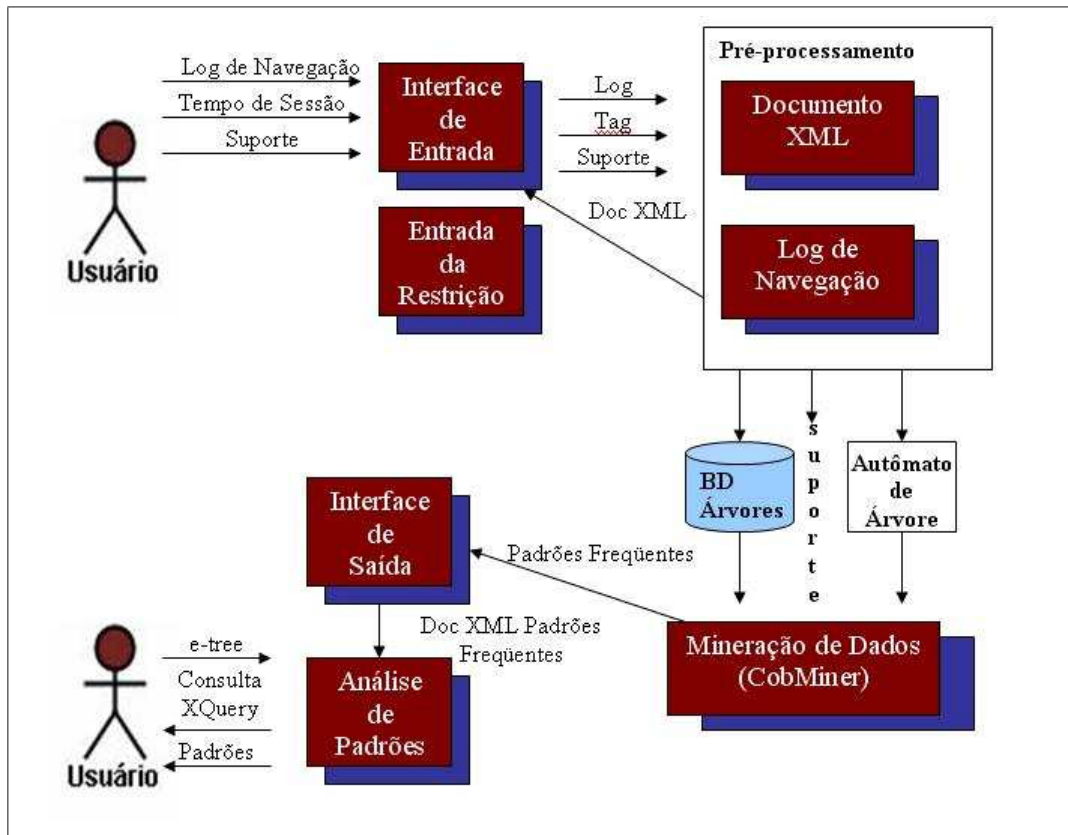 Log de Navegação
Tempo de Sessão
Suporte
Usuário
Interface
de
Entrada
Entrada
da
Restrição
Log
Tag
Suporte
Doc XML
Pré-processamento
Documento
XML
Log de
Navegação
BD
Árvores
suporte
Autômato
de
Árvore
Mineração de Dados
(CobMiner)
Padrões Freqüentes
Interface
de
Saída
Doc XML Padrões
Freqüentes
Análise
de
Padrões
e-tree
Consulta
XQuery
Padrões
Usuário